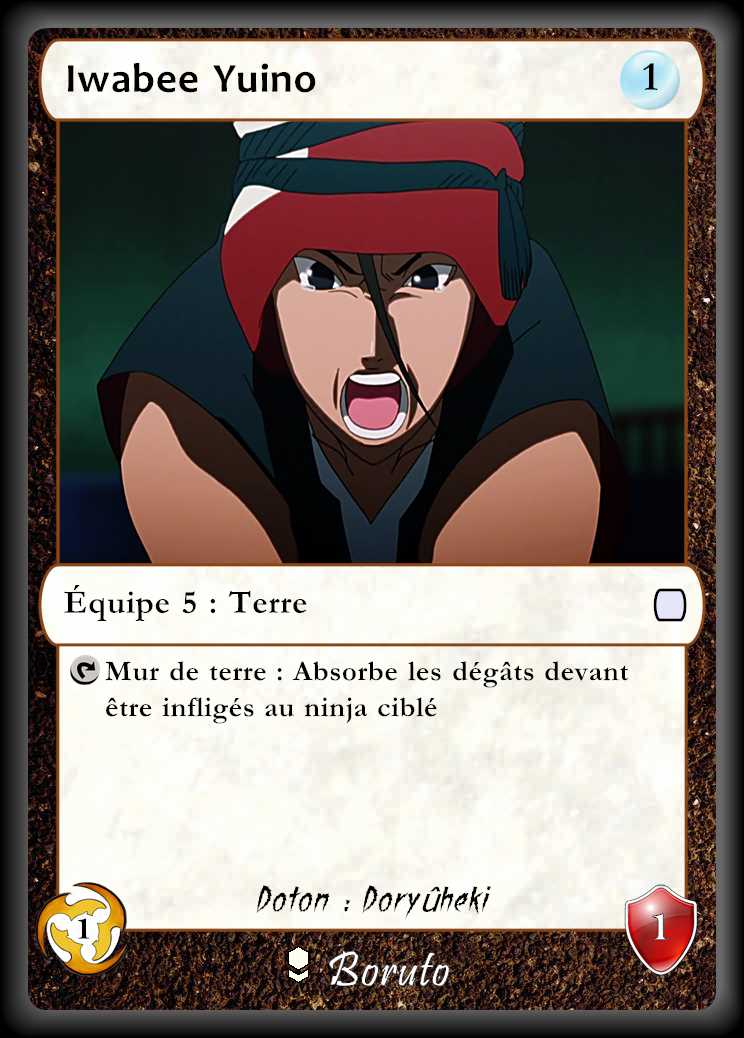 Iwabee Yuino
1
Équipe 5 : Terre
Mur de terre : Absorbe les dégâts devant
être infligés au ninja ciblé
Doton : Doryûheki
1
1
Boruto